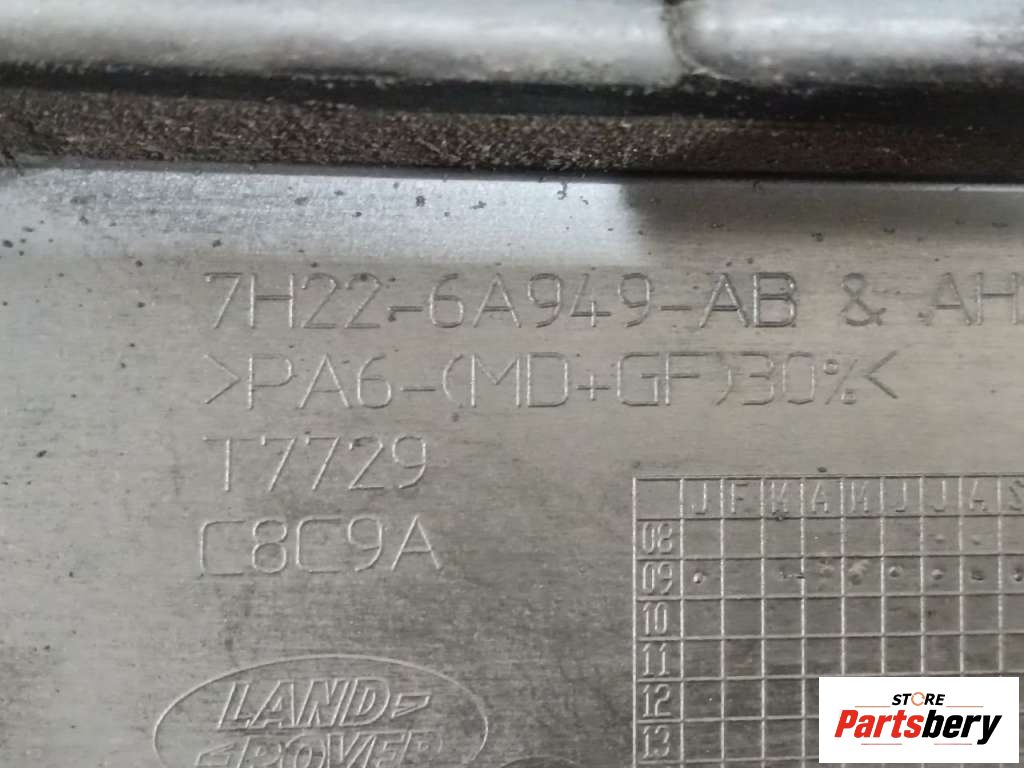 7H22-6A949-AB & AH
>PA6-(MD+GF)30%<
T7729
C8C9A
J F M A M J J A S
08
09
10
11
12
13
LAND
ROVER
STORE
Partsbery